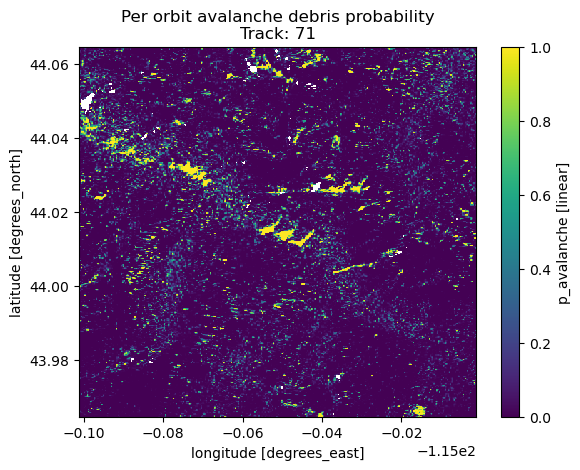 Per orbit avalanche debris probability
Track: 71
44.06
44.04
44.02
44.00
43.98
latitude [degrees_north]
−0.10
−0.08
−0.06
−0.04
−0.02
−1.15e2
longitude [degrees_east]
1.0
0.8
0.6
0.4
0.2
0.0
p_avalanche [linear]